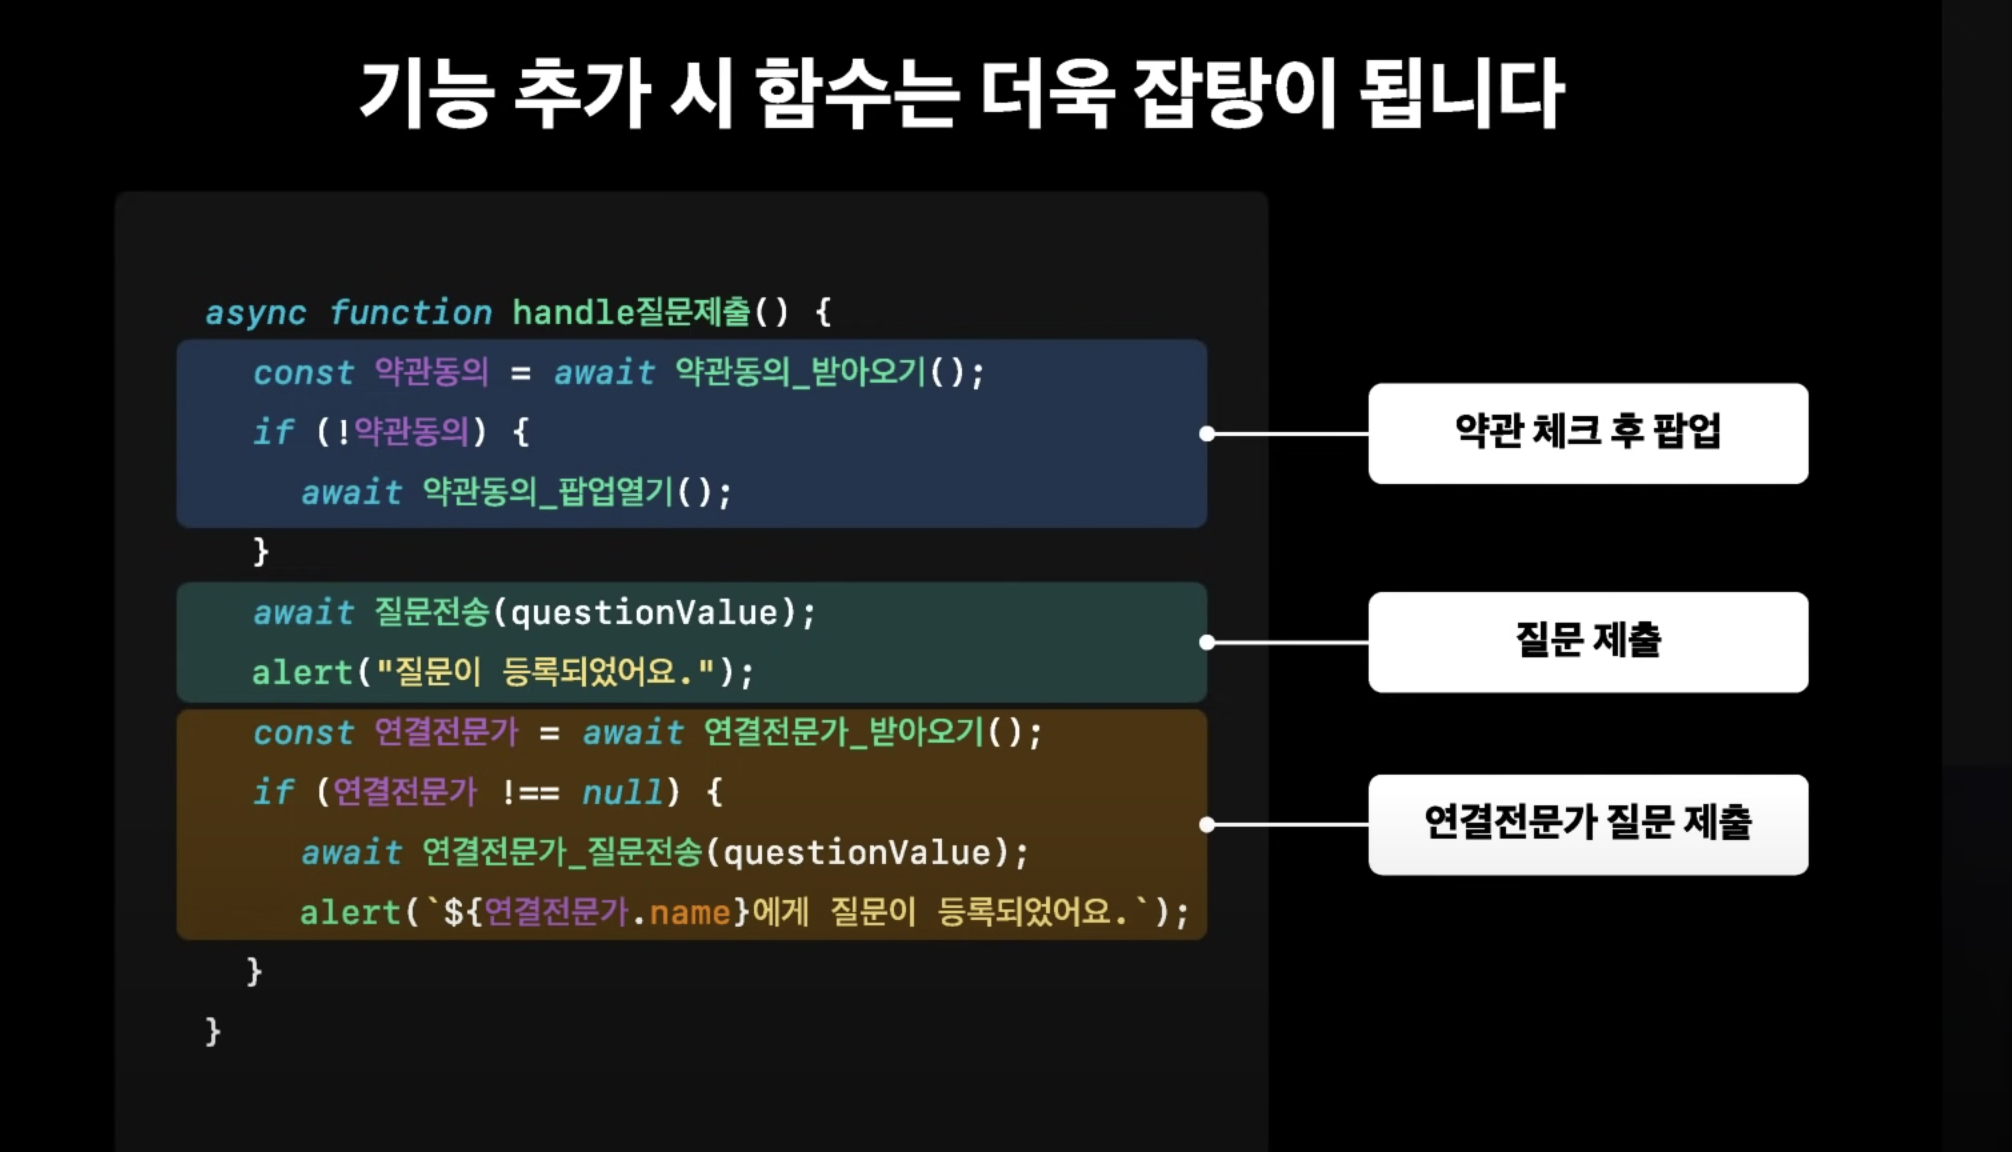 기능 추가 시 함수는 더욱 잡탕이 됩니다
async function handle질문제출() {
const 약관동의 = await 약관동의_받아오기();
if (!약관동의) {
await 약관동의_팝업열기();
}
약관 체크 후 팝업
await 질문전송(questionValue);
alert("질문이 등록되었어요.");
질문 제출
const 연결전문가 = await 연결전문가_받아오기();
if (연결전문가 !== null) {
await 연결전문가_질문전송(questionValue);
alert(`${연결전문가.name}에게 질문이 등록되었어요.`);
}
연결전문가 질문 제출
}